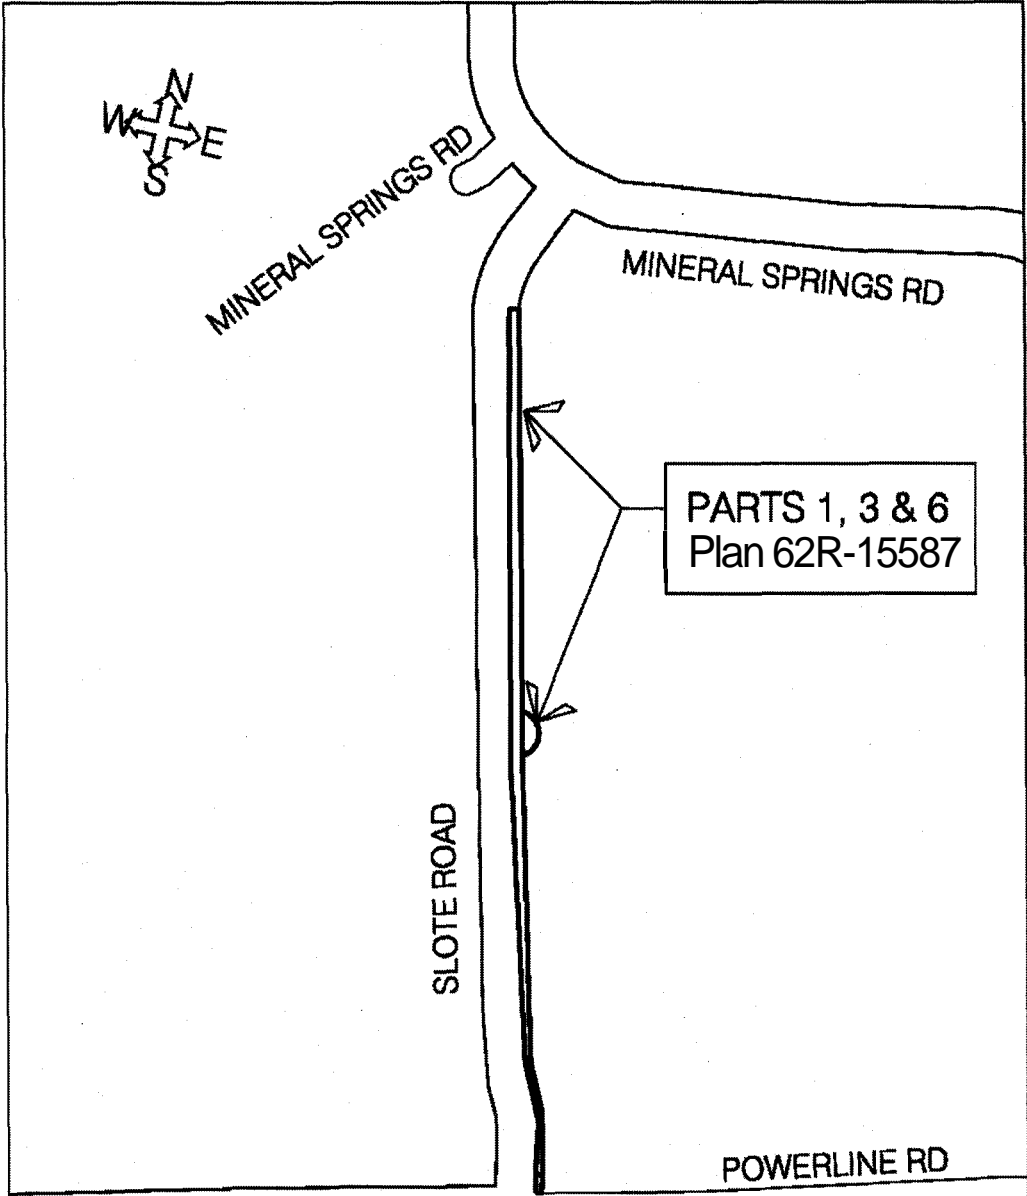 N
W
E
S
MINERAL SPRINGS RD
MINERAL SPRINGS RD
PARTS 1, 3 & 6
Plan 62R-15587
SLOTE ROAD
POWERLINE RD